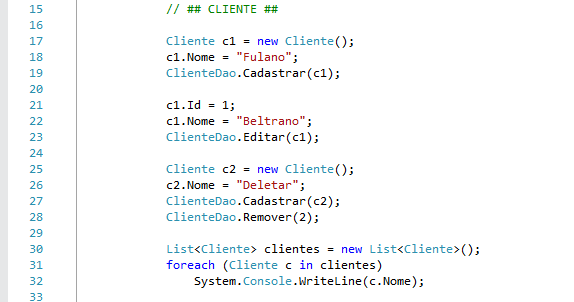 15 // ## CLIENTE ##
16
17 Cliente c1 = new Cliente();
18 c1.Nome = "Fulano";
19 ClienteDao.Cadastrar(c1);
20
21 c1.Id = 1;
22 c1.Nome = "Beltrano";
23 ClienteDao.Editar(c1);
24
25 Cliente c2 = new Cliente();
26 c2.Nome = "Deletar";
27 ClienteDao.Cadastrar(c2);
28 ClienteDao.Remover(2);
29
30 List<Cliente> clientes = new List<Cliente>();
31 foreach (Cliente c in clientes)
32 System.Console.WriteLine(c.Nome);
33